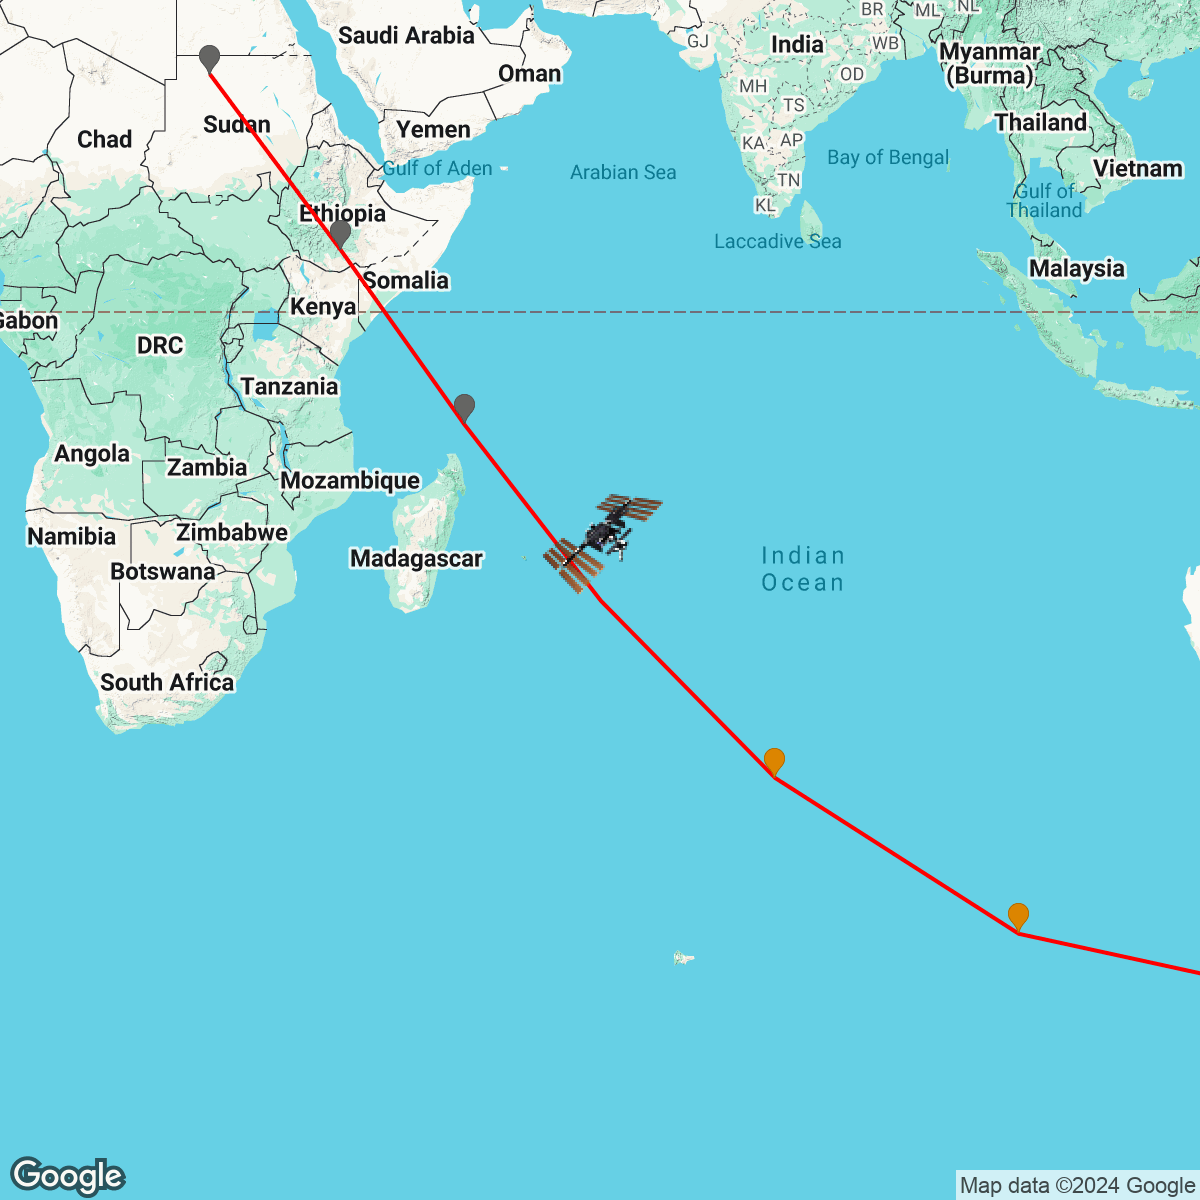 BR
ML
NL
Saudi Arabia
GJ
India
WB
Myanmar
(Burma)
Oman
MH
OD
TS
Chad
Sudan
Yemen
Thailand
KA
AP
Gulf of Aden
Arabian Sea
Bay of Bengal
Vietnam
TN
Gulf of
Thailand
KL
Ethiopia
Laccadive Sea
Somalia
Malaysia
Kenya
Gabon
DRC
Tanzania
Angola
Zambia
Mozambique
Namibia
Zimbabwe
Madagascar
Indian
Ocean
Botswana
South Africa
Google
Map data ©2024 Google